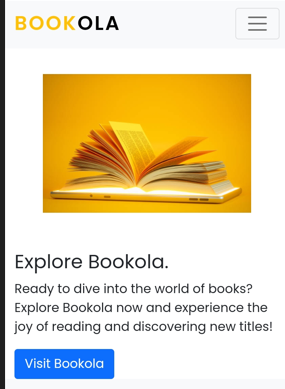 BOOKOLA
Explore Bookola.
Ready to dive into the world of books?
Explore Bookola now and experience the
joy of reading and discovering new titles!
Visit Bookola